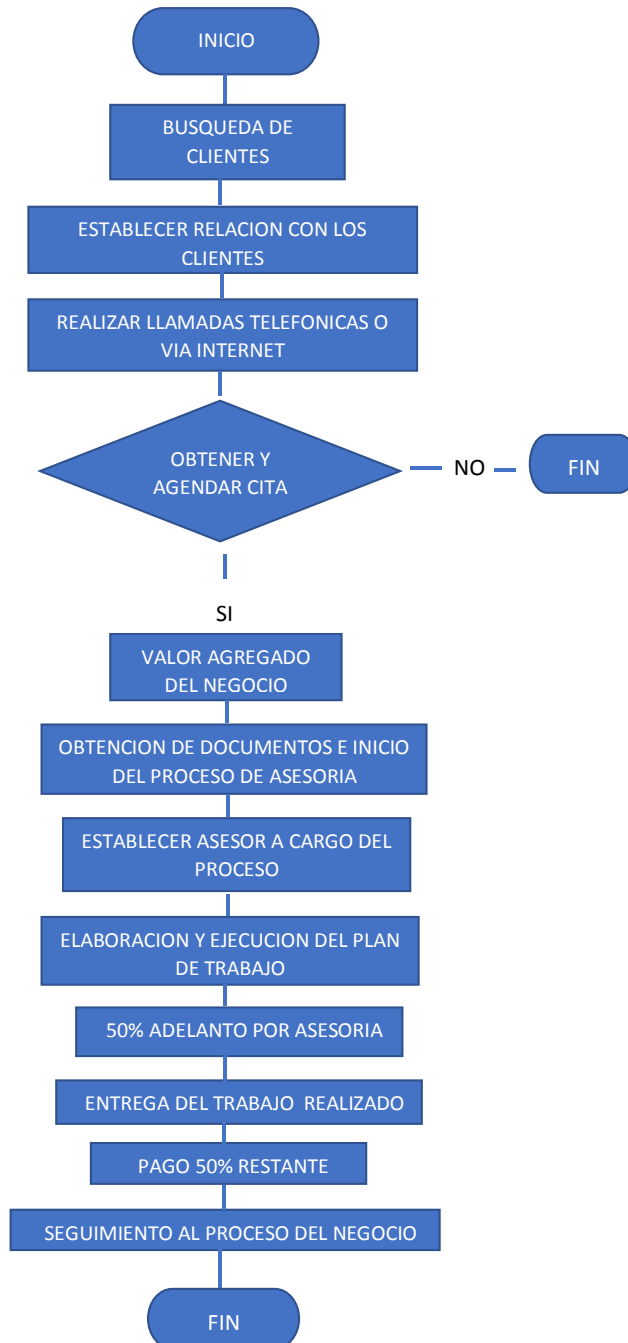 INICIO
BUSQUEDA DE
CLIENTES
ESTABLECER RELACION CON LOS
CLIENTES
REALIZAR LLAMADAS TELEFONICAS O
VIA INTERNET
OBTENER Y
AGENDAR CITA
NO
FIN
SI
VALOR AGREGADO
DEL NEGOCIO
OBTENCION DE DOCUMENTOS E INICIO
DEL PROCESO DE ASESORIA
ESTABLECER ASESOR A CARGO DEL
PROCESO
ELABORACION Y EJECUCION DEL PLAN
DE TRABAJO
50% ADELANTO POR ASESORIA
ENTREGA DEL TRABAJO REALIZADO
PAGO 50% RESTANTE
SEGUIMIENTO AL PROCESO DEL NEGOCIO
FIN